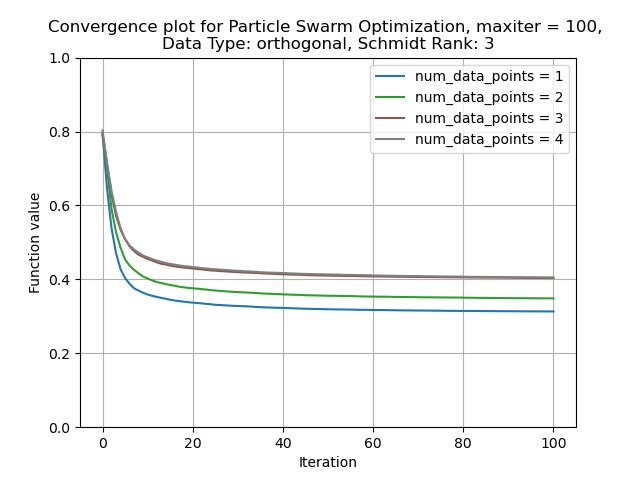 Convergence plot for Particle Swarm Optimization, maxiter = 100,
Data Type: orthogonal, Schmidt Rank: 3
1.0
0.8
0.6
0.4
0.2
0.0
Function value
num_data_points = 1
num_data_points = 2
num_data_points = 3
num_data_points = 4
0 20 40 60 80 100
Iteration